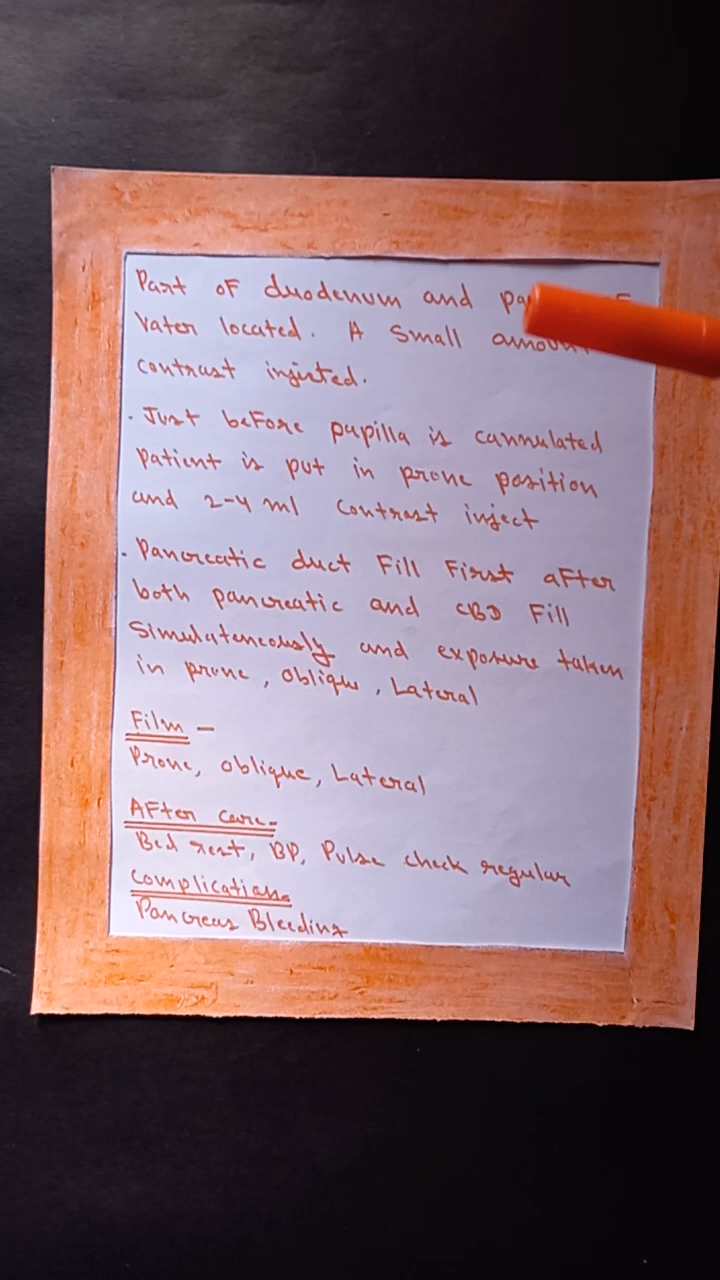 Part of duodenum and pa
Vater located. A small amount
contrast injected.
. Just before pupilla is cannulated
patient is put in prone position
and 2-4 ml contrast inject
. Pancreatic duct Fill First after
both pancreatic and CBD Fill
Simulateneously and exposure taken
in prone, oblique, Lateral
Film -
Prone, oblique, Lateral
After care-
Bed rest, BP, Pulse check regular
Complication-
Pancreas Bleeding